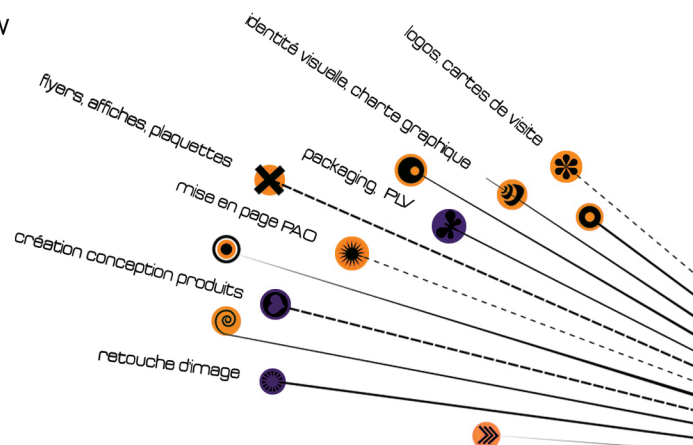 logos, cartes de visite
identité visuelle, charte graphique
flyers, affiches, plaquettes
packaging, PLV
mise en page PAO
création conception produits
retouche dimage